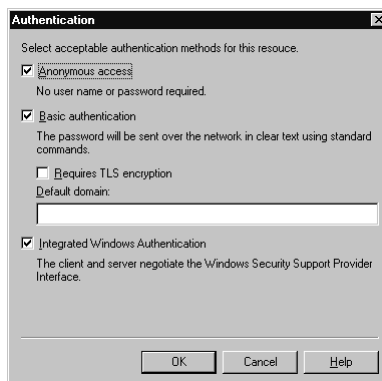 Authentication
Select acceptable authentication methods for this resouce.
Anonymous access
No user name or password required.
Basic authentication
The password will be sent over the network in clear text using standard
commands.
Requires TLS encryption
Default domain:
Integrated Windows Authentication
The client and server negotiate the Windows Security Support Provider
Interface.
OK Cancel Help